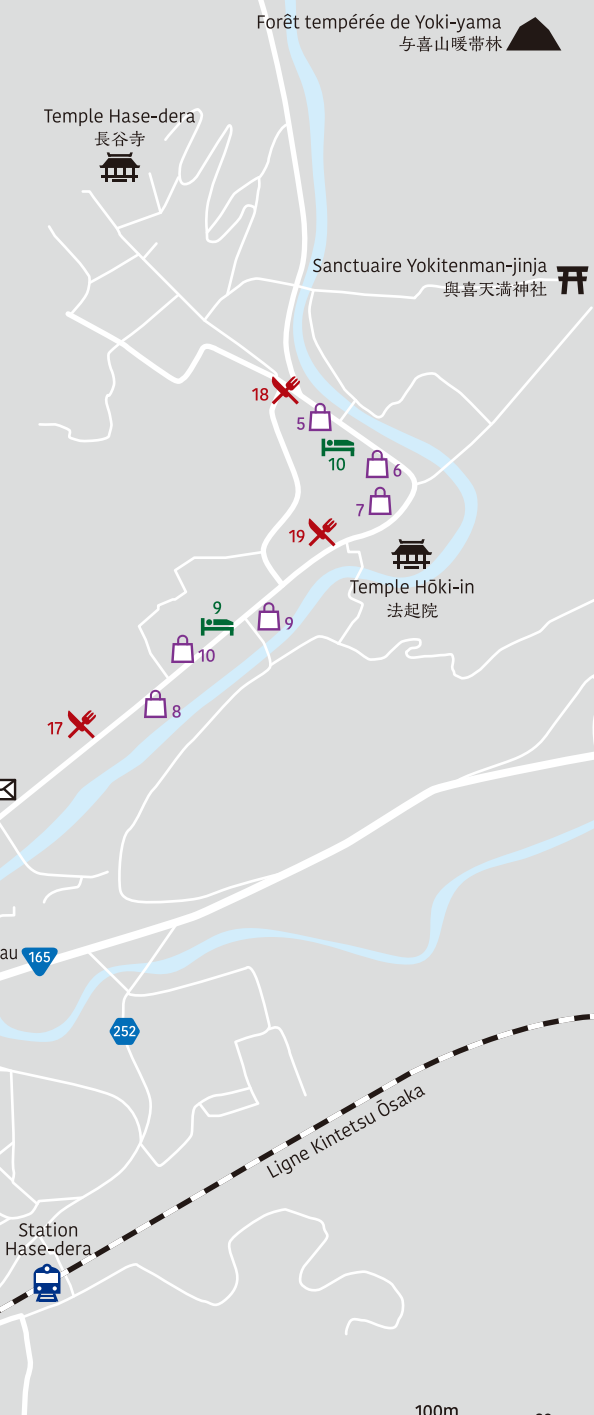 Forêt tempérée de Yoki-yama
与喜山暖帯林
Temple Hase-dera
長谷寺
Sanctuaire Yokitenman-jinja
與喜天満神社
18
5
10
6
7
19
Temple Hōki-in
法起院
9
9
10
8
17
au
165
252
Ligne Kintetsu Ōsaka
Station
Hase-dera
100m